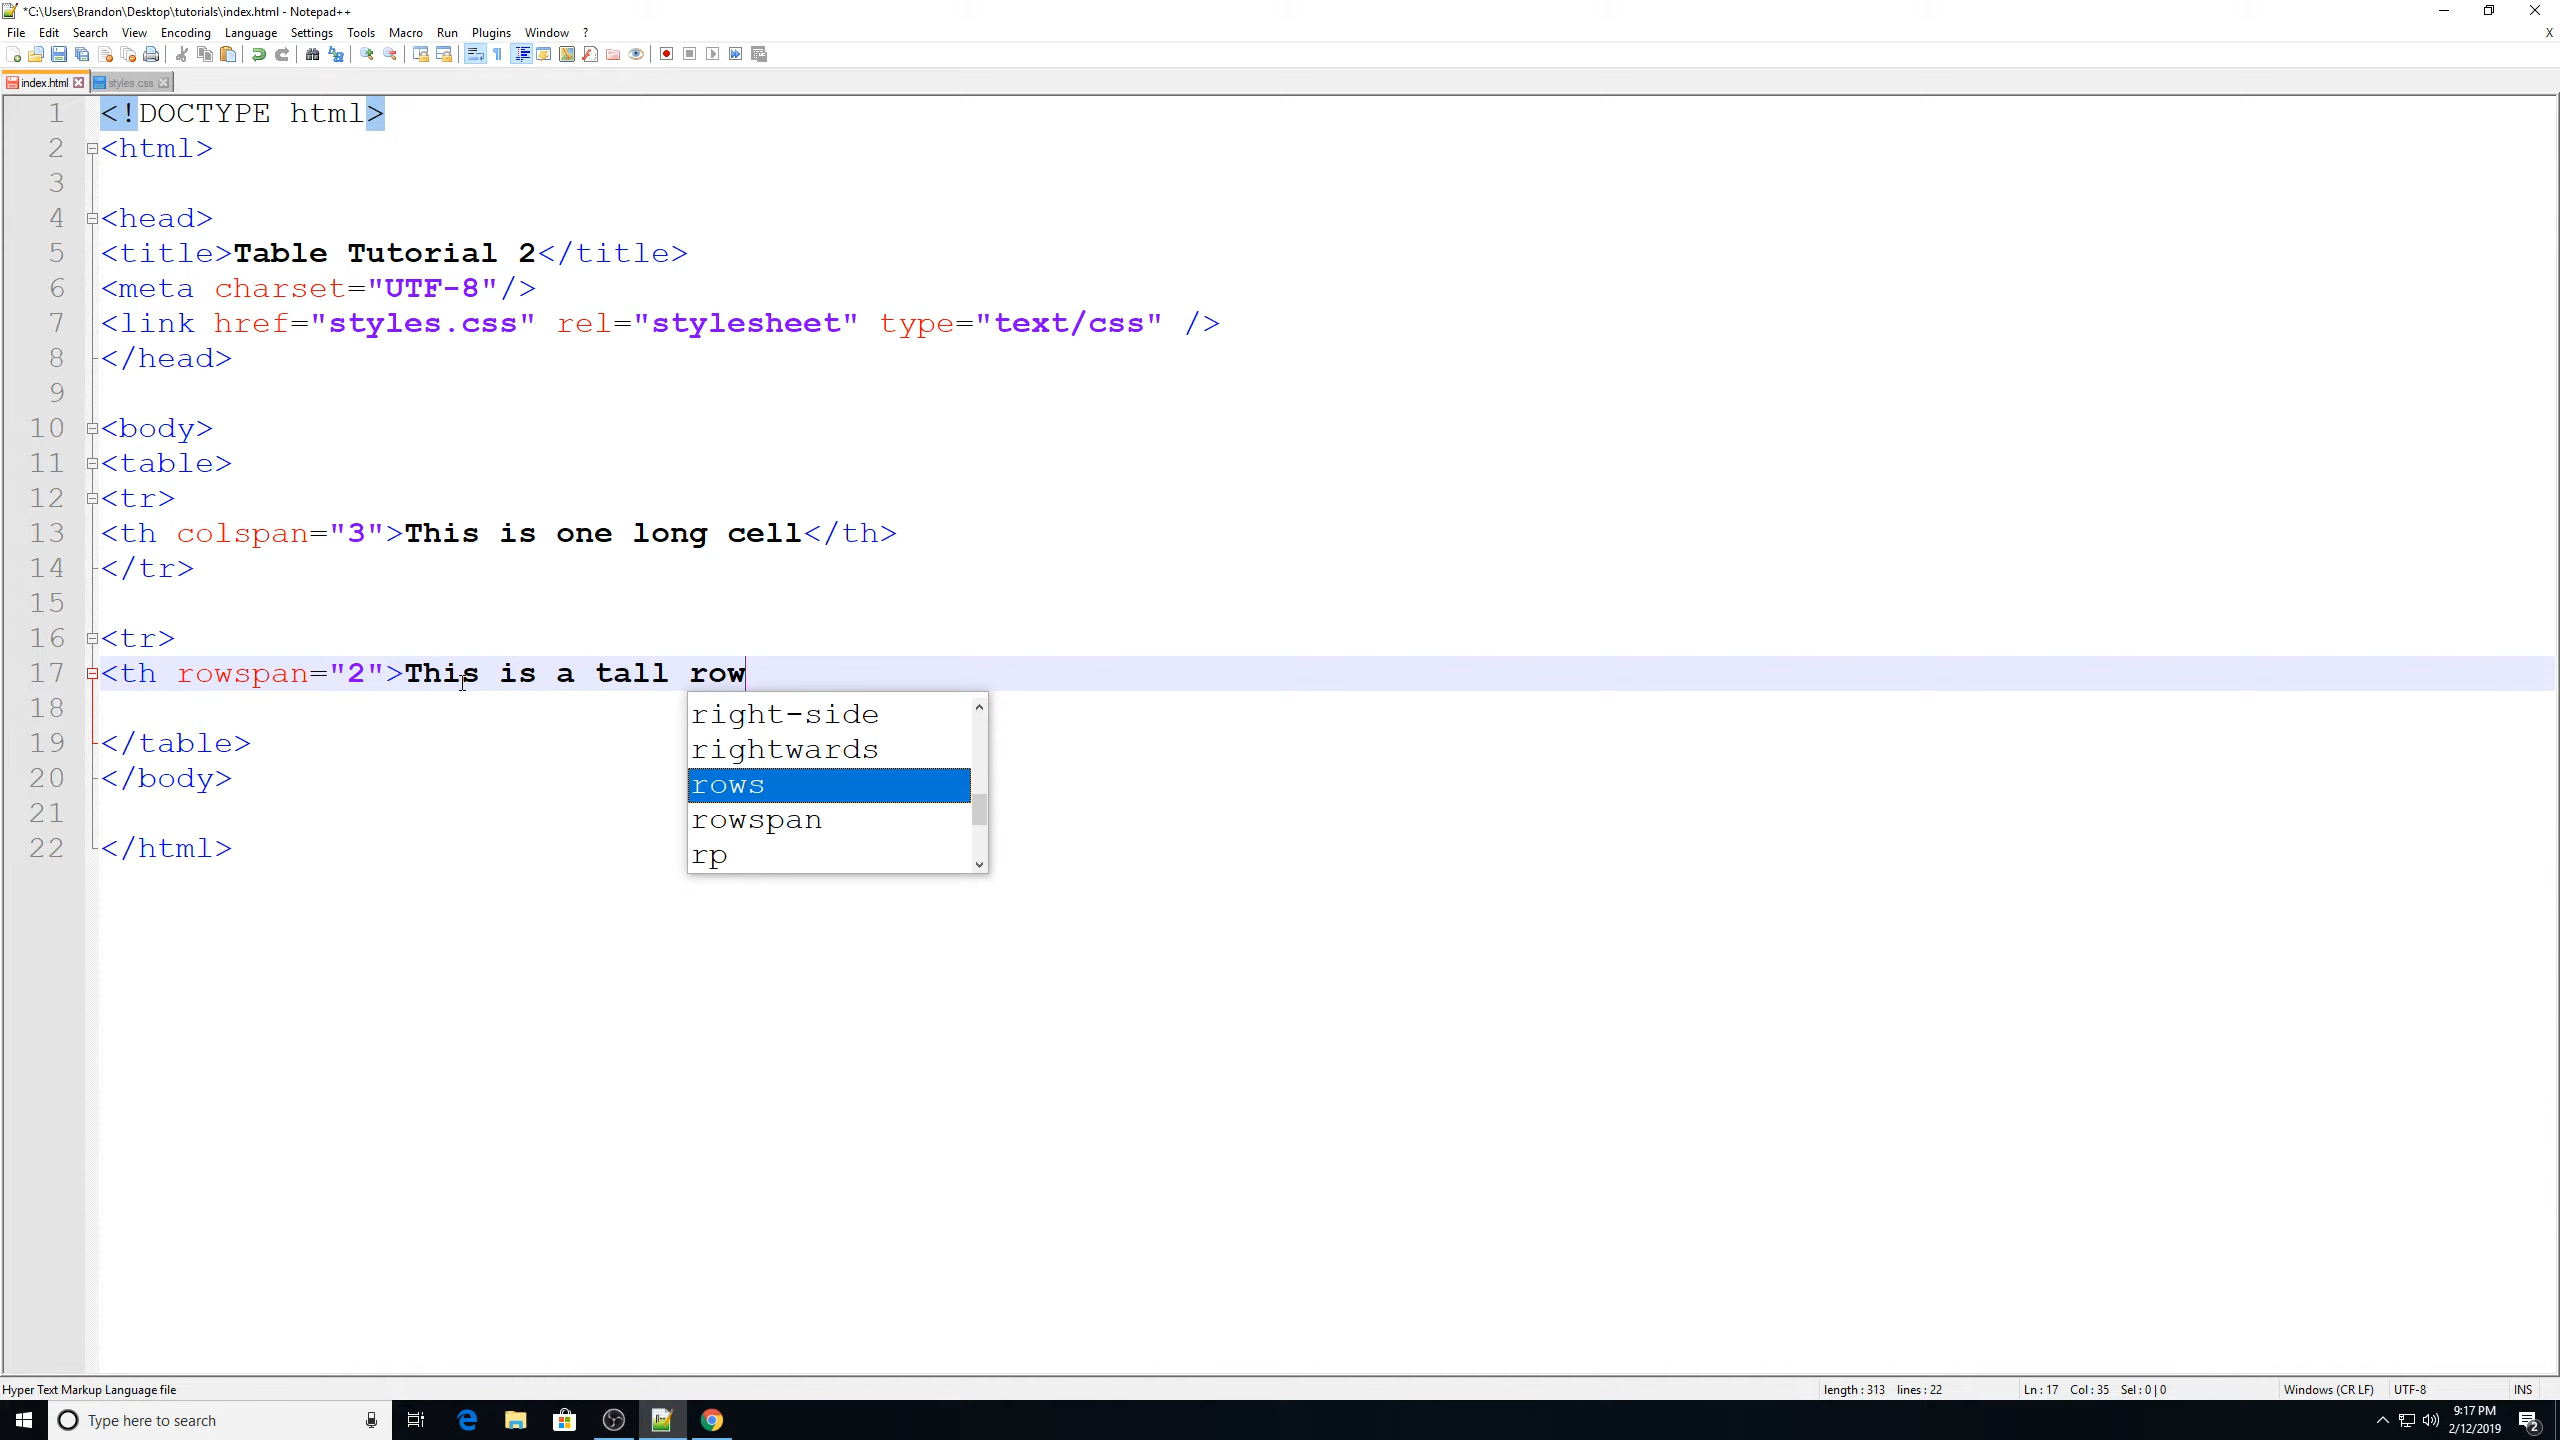 *C:\Users\Brandon\Desktop\tutorials\index.html - Notepad++
File Edit Search View Encoding Language Settings Tools Macro Run Plugins Window ? X
index.html styles.css
1 <!DOCTYPE html>
2 <html>
3
4 <head>
5 <title>Table Tutorial 2</title>
6 <meta charset="UTF-8"/>
7 <link href="styles.css" rel="stylesheet" type="text/css" />
8 </head>
9
10 <body>
11 <table>
12 <tr>
13 <th colspan="3">This is one long cell</th>
14 </tr>
15
16 <tr>
17 <th rowspan="2">This is a tall row
18
19 </table>
20 </body>
21
22 </html>
right-side
rightwards
rows
rowspan
rp
Hyper Text Markup Language file length : 313 lines : 22 Ln : 17 Col : 35 Sel : 0 | 0 Windows (CR LF) UTF-8 INS
Type here to search
9:17 PM
2/12/2019
2